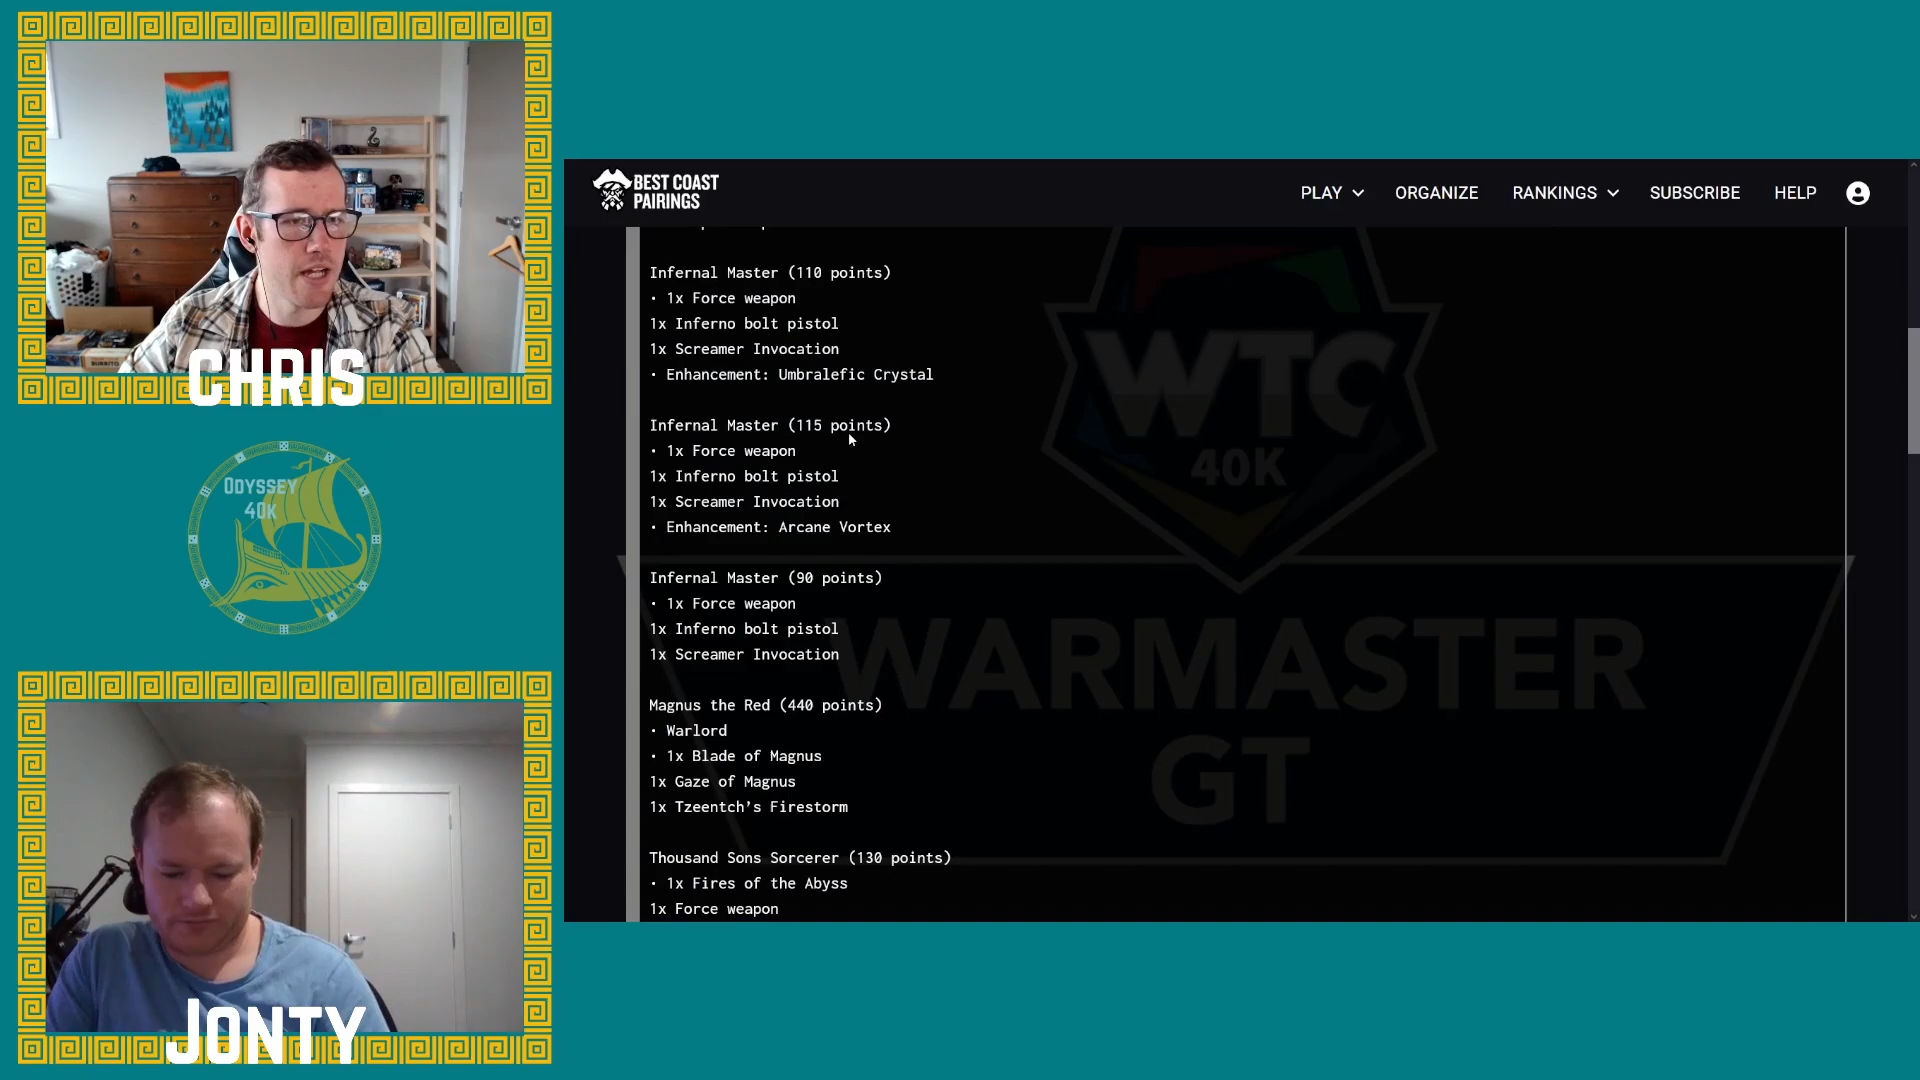 CHRIS
ODYSSEY
40K
JONTY
BEST COAST
PAIRINGS
PLAY
ORGANIZE
RANKINGS
SUBSCRIBE
HELP
Infernal Master (110 points)
• 1x Force weapon
1x Inferno bolt pistol
1x Screamer Invocation
• Enhancement: Umbralefic Crystal
Infernal Master (115 points)
• 1x Force weapon
1x Inferno bolt pistol
1x Screamer Invocation
• Enhancement: Arcane Vortex
Infernal Master (90 points)
• 1x Force weapon
1x Inferno bolt pistol
1x Screamer Invocation
Magnus the Red (440 points)
• Warlord
• 1x Blade of Magnus
1x Gaze of Magnus
1x Tzeentch’s Firestorm
Thousand Sons Sorcerer (130 points)
• 1x Fires of the Abyss
1x Force weapon
WTC
40K
WARMASTER
GT